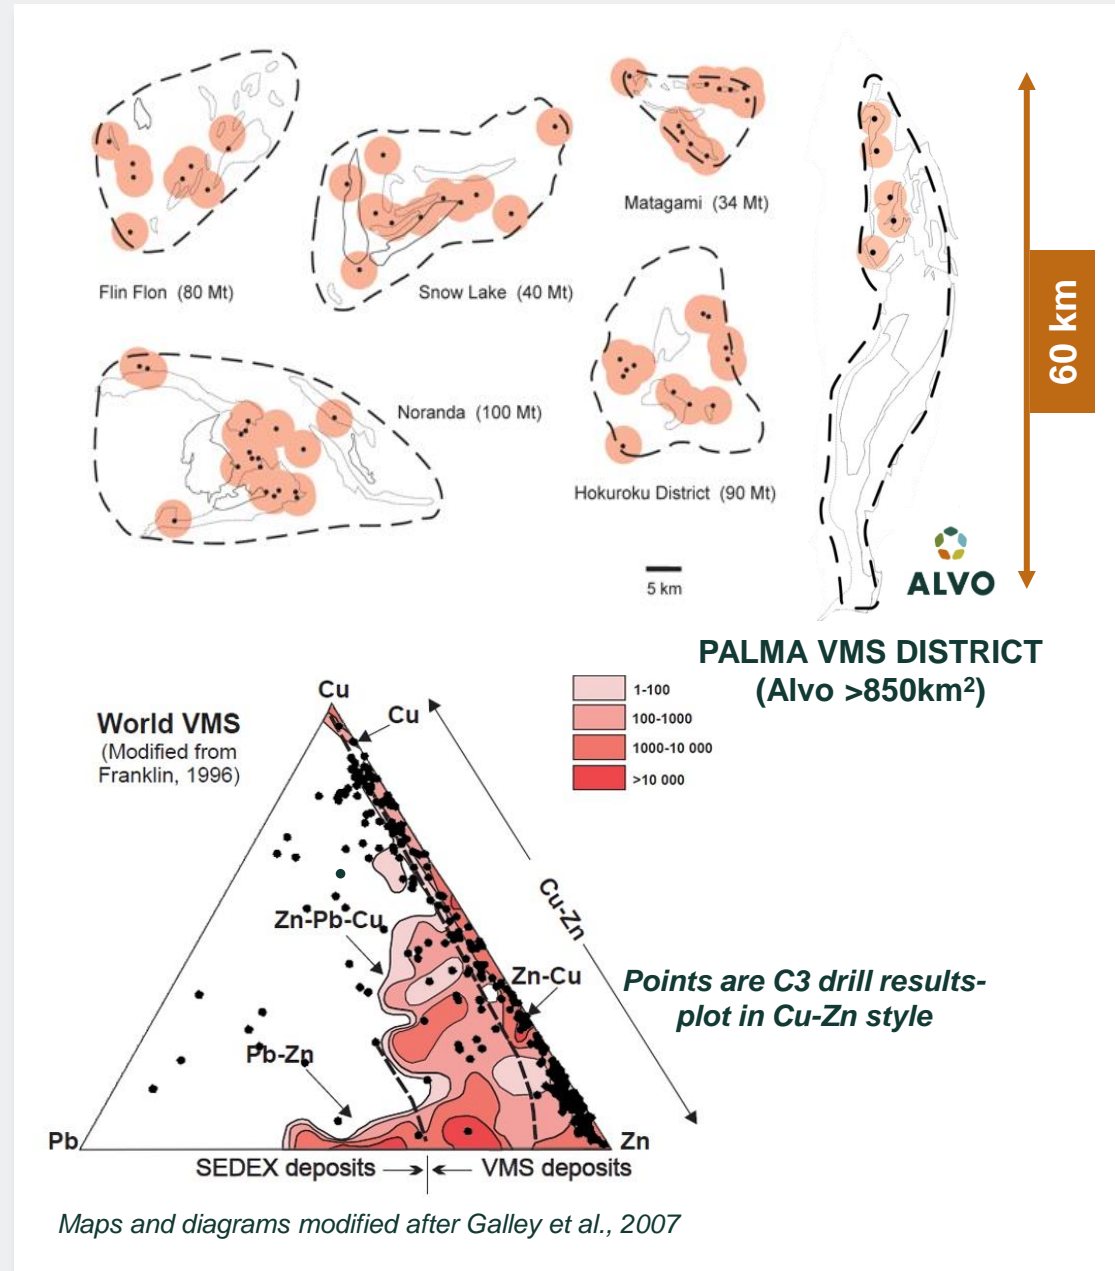 Matagami (34 Mt)
Flin Flon (80 Mt)
Snow Lake (40 Mt)
60 km
Noranda (100 Mt)
Hokuroku District (90 Mt)
5 km
ALVO
PALMA VMS DISTRICT
(Alvo >850km²)
World VMS
(Modified from
Franklin, 1996)
Cu
Cu
1-100
100-1000
1000-10 000
>10 000
Cu-Zn
Zn-Pb-Cu
Zn-Cu
Points are C3 drill results-
plot in Cu-Zn style
Pb-Zn
Pb
Zn
SEDEX deposits
VMS deposits
Maps and diagrams modified after Galley et al., 2007